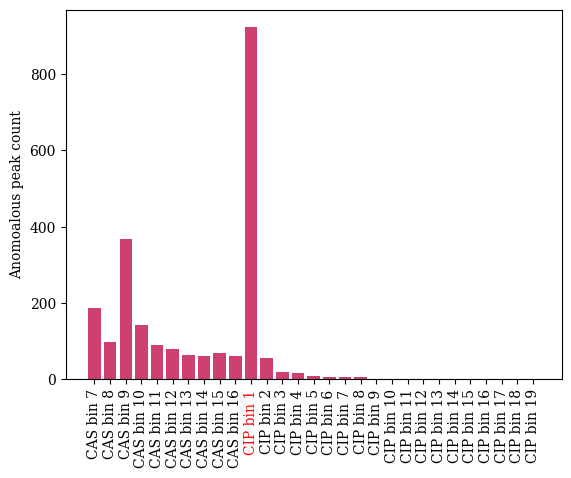 Anomoalous peak count
800
600
400
200
0
CAS bin 7
CAS bin 8
CAS bin 9
CAS bin 10
CAS bin 11
CAS bin 12
CAS bin 13
CAS bin 14
CAS bin 15
CAS bin 16
CIP bin 1
CIP bin 2
CIP bin 3
CIP bin 4
CIP bin 5
CIP bin 6
CIP bin 7
CIP bin 8
CIP bin 9
CIP bin 10
CIP bin 11
CIP bin 12
CIP bin 13
CIP bin 14
CIP bin 15
CIP bin 16
CIP bin 17
CIP bin 18
CIP bin 19